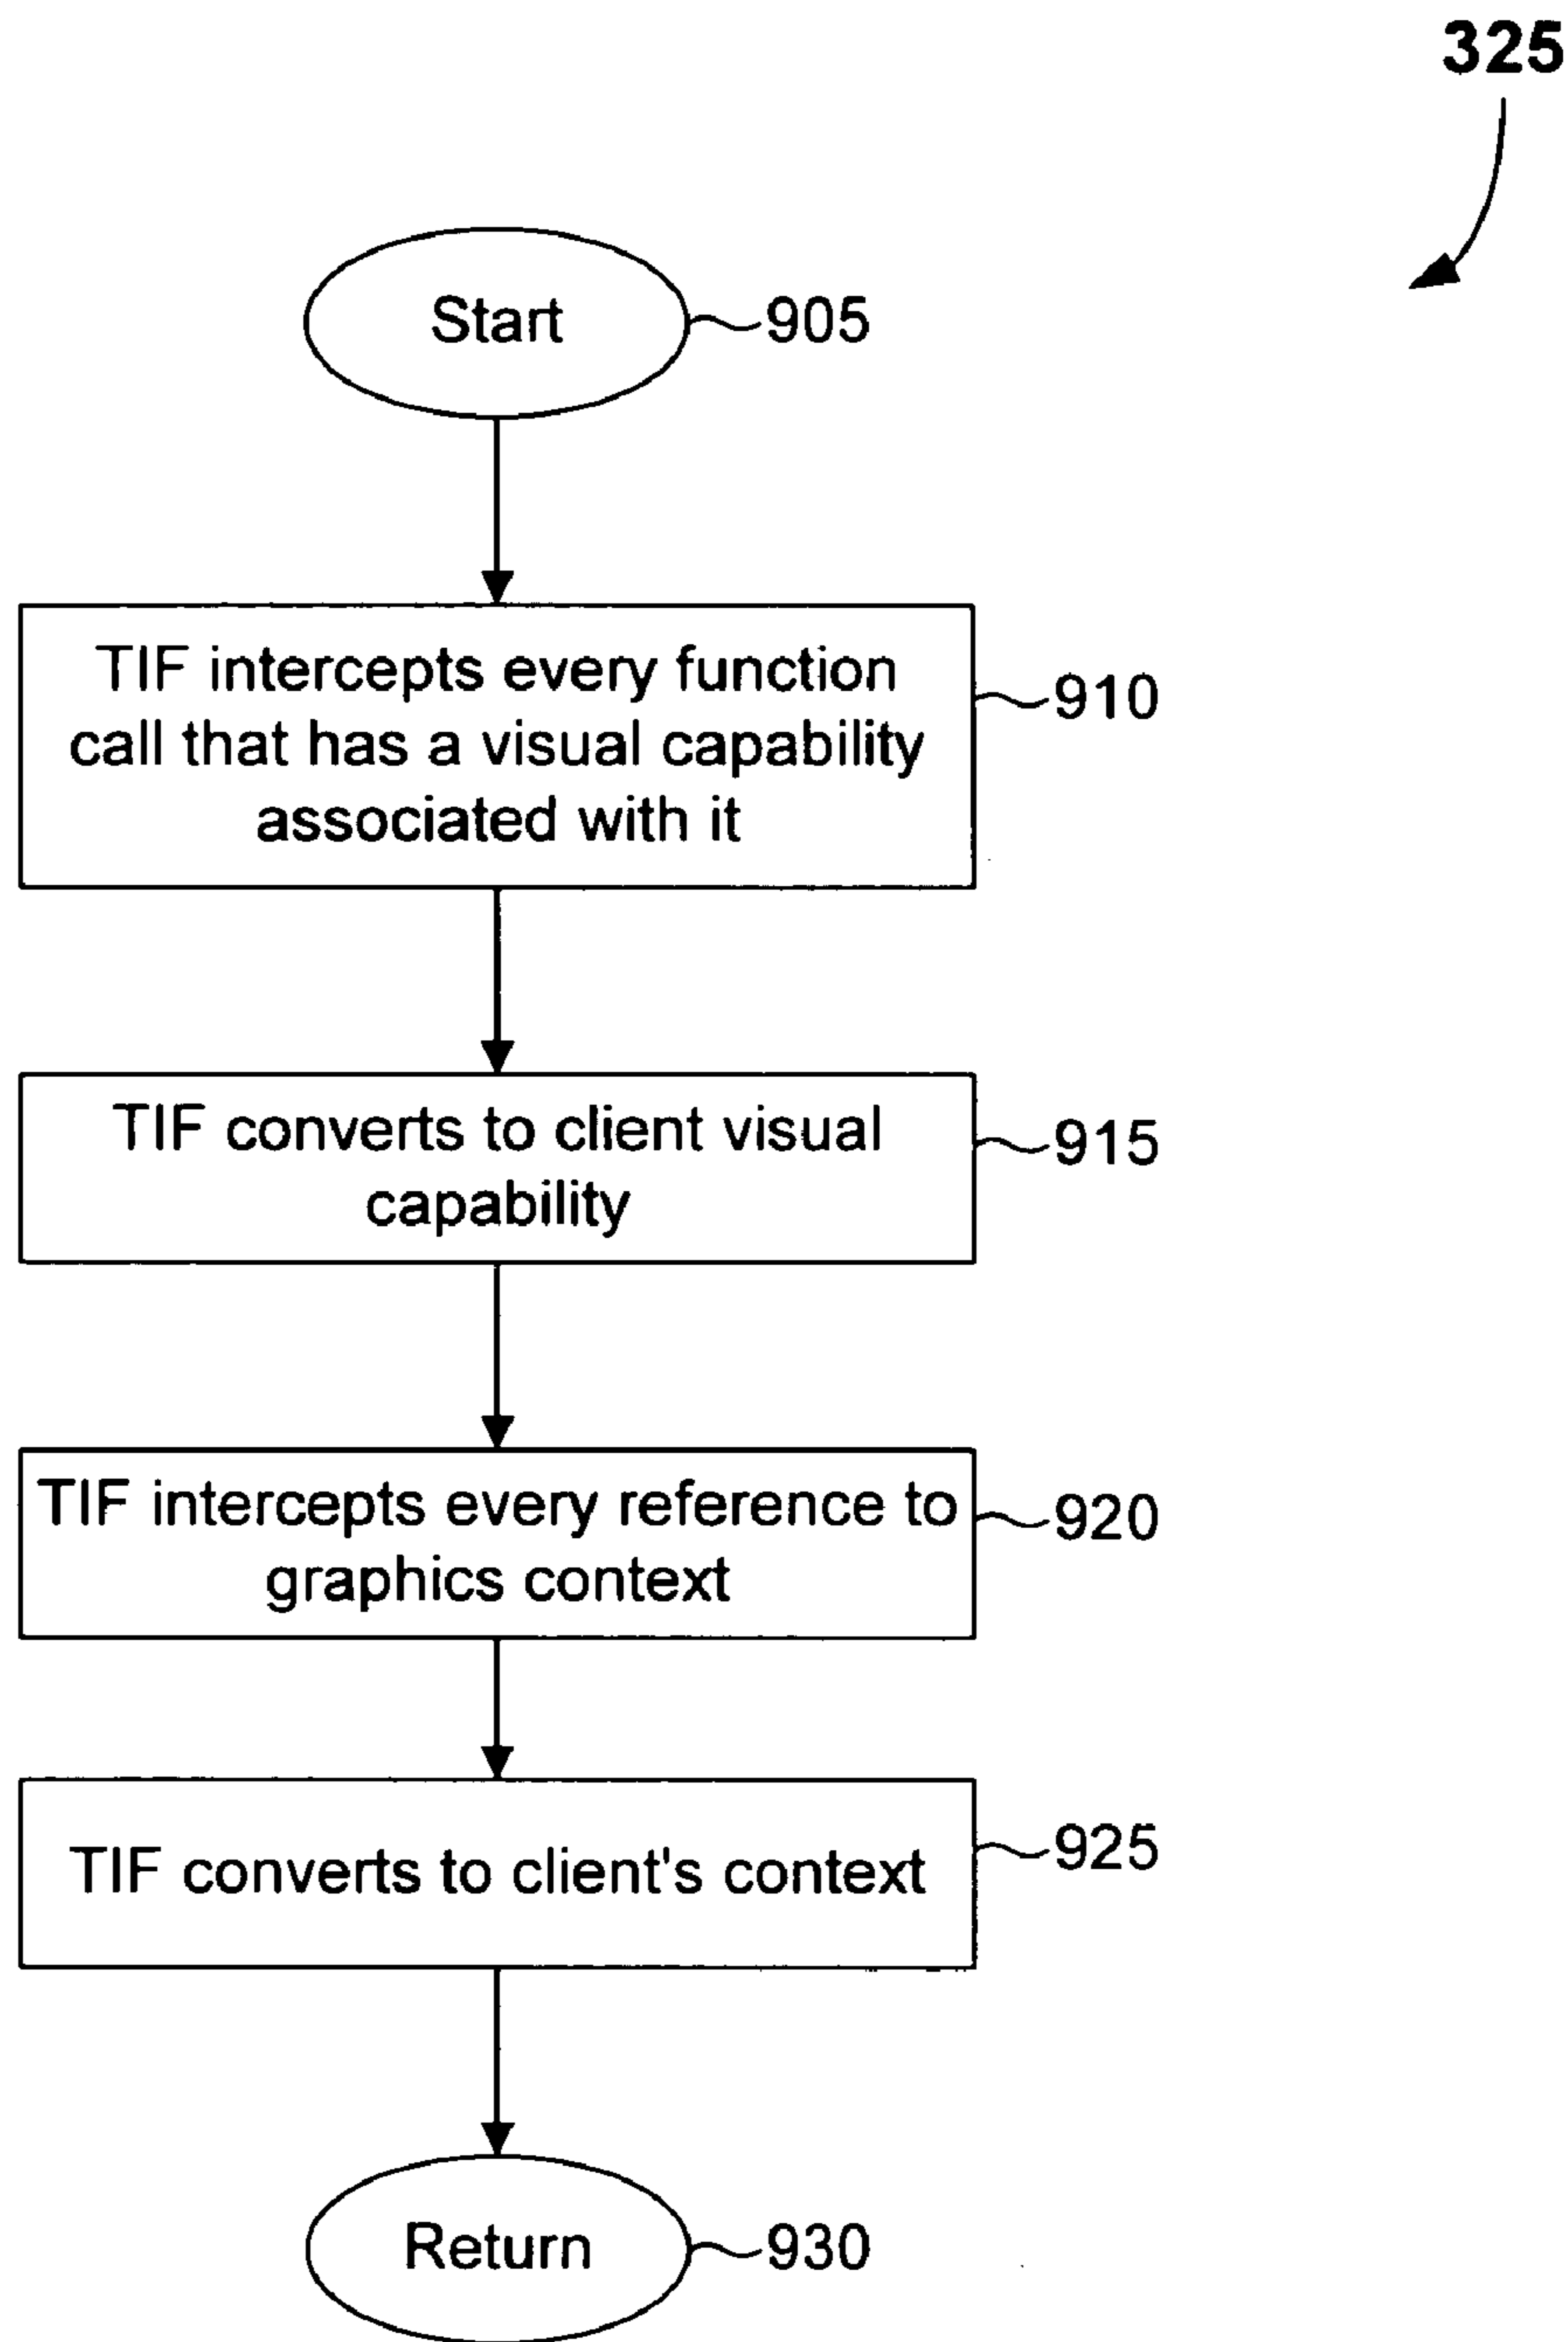 325
Start
905
TIF intercepts every function
call that has a visual capability
associated with it
910
TIF converts to client visual
capability
915
TIF intercepts every reference to
graphics context
920
TIF converts to client's context
925
Return
930